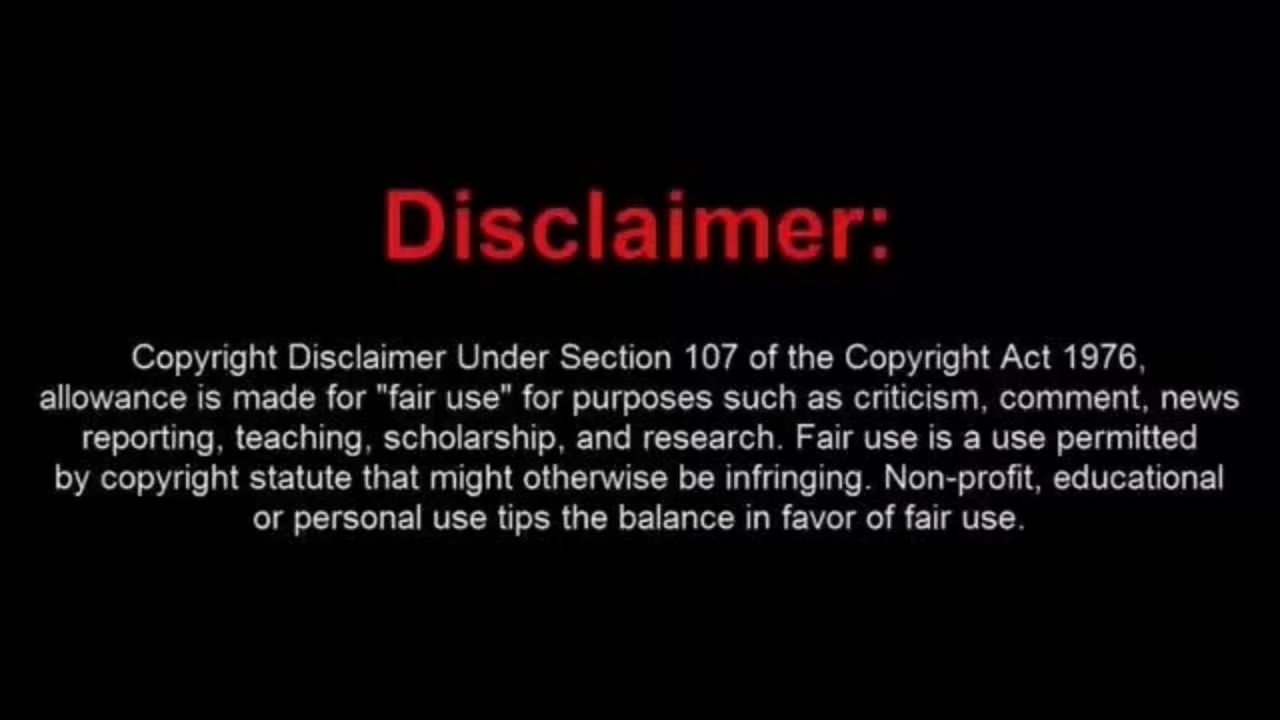 Disclaimer:
Copyright Disclaimer Under Section 107 of the Copyright Act 1976,
allowance is made for "fair use" for purposes such as criticism, comment, news
reporting, teaching, scholarship, and research. Fair use is a use permitted
by copyright statute that might otherwise be infringing. Non-profit, educational
or personal use tips the balance in favor of fair use.